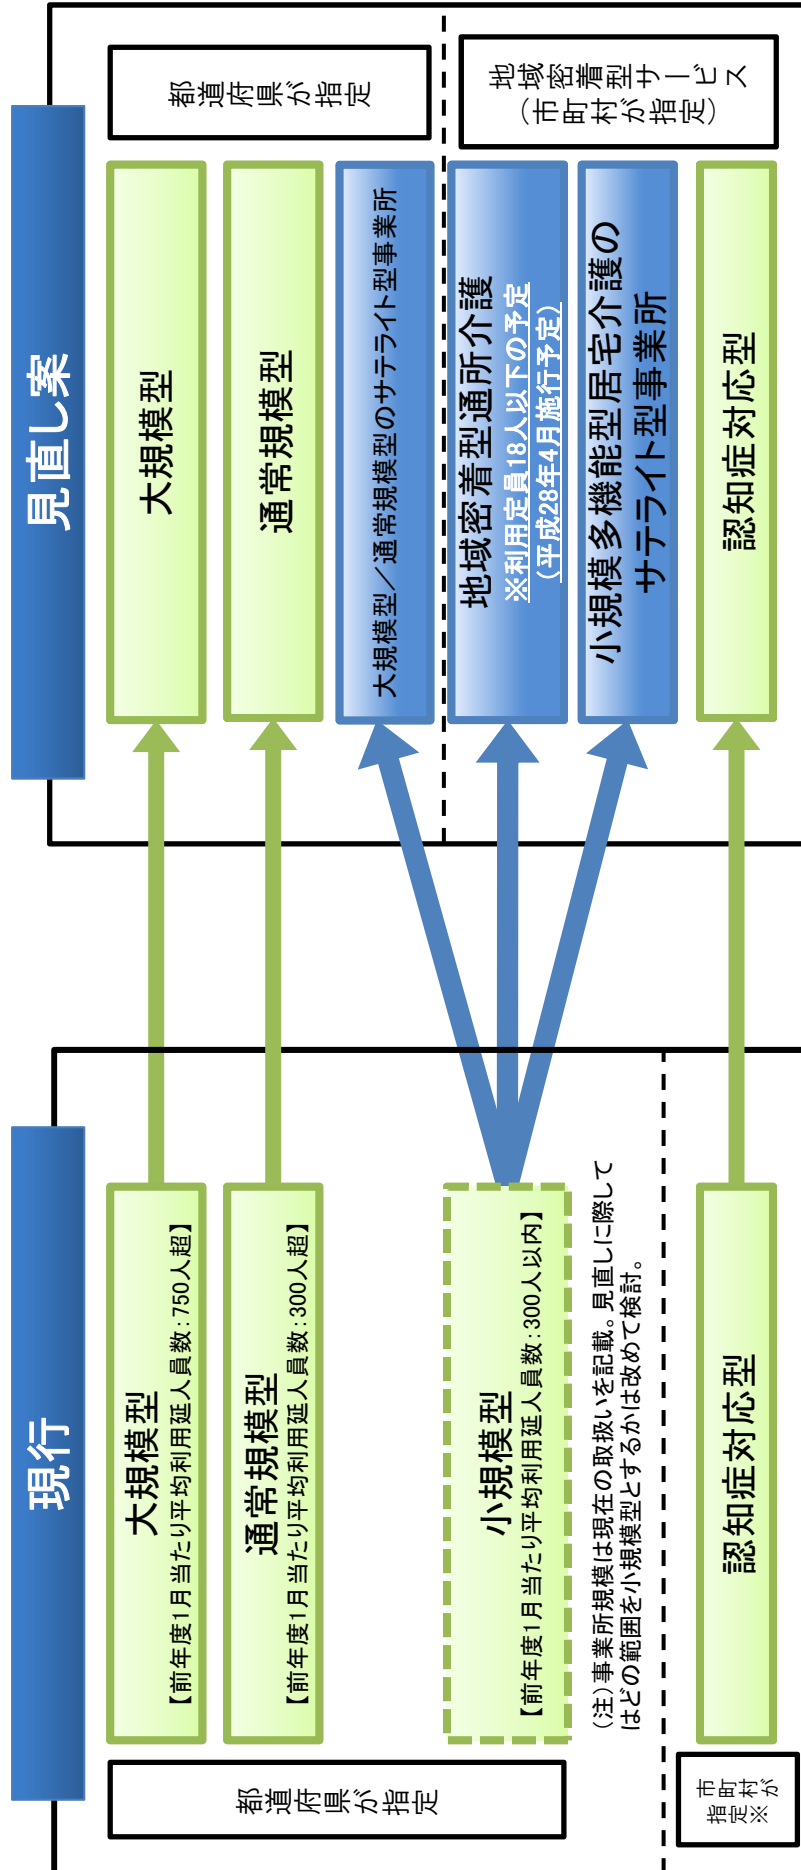 現行
都道府県が指定
大規模型
【前年度1月当たり平均利用延人員数：750人超】
通常規模型
【前年度1月当たり平均利用延人員数：300人超】
小規模型
【前年度1月当たり平均利用延人員数：300人以内】
（注）事業所規模は現在の取扱いを記載。見直しに際して
はどの範囲を小規模型とするかは改めて検討。
市町村が
指定※
認知症対応型
見直し案
大規模型
通常規模型
大規模型／通常規模型のサテライト型事業所
都道府県が指定
地域密着型通所介護
※利用定員18人以下の予定
（平成28年4月施行予定）
小規模多機能型居宅介護の
サテライト型事業所
認知症対応型
地域密着型サービス
（市町村が指定）